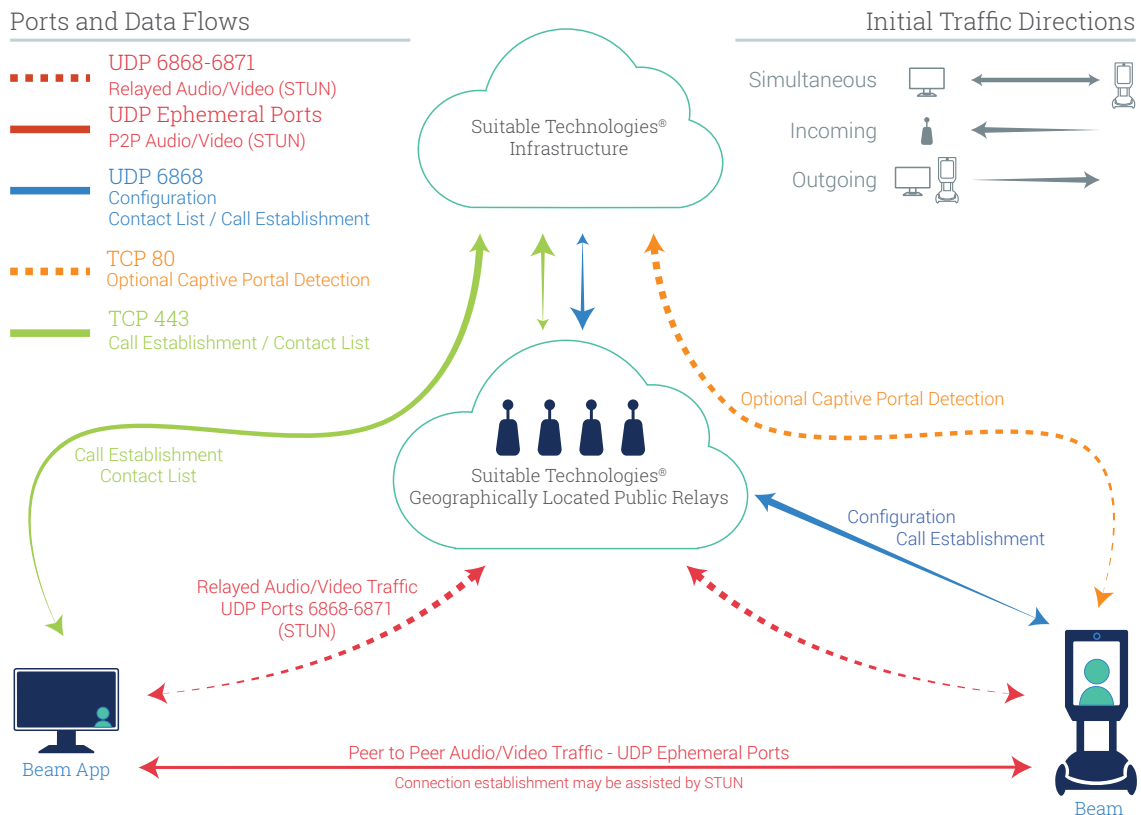 Ports and Data Flows
UDP 6868-6871
Relayed Audio/Video (STUN)
UDP Ephemeral Ports
P2P Audio/Video (STUN)
UDP 6868
Configuration
Contact List / Call Establishment
TCP 80
Optional Captive Portal Detection
TCP 443
Call Establishment / Contact List
Initial Traffic Directions
Simultaneous
Incoming
Outgoing
Suitable Technologies®
Infrastructure
Suitable Technologies®
Geographically Located Public Relays
Optional Captive Portal Detection
Call Establishment
Contact List
Configuration
Call Establishment
Relayed Audio/Video Traffic
UDP Ports 6868-6871
(STUN)
Peer to Peer Audio/Video Traffic - UDP Ephemeral Ports
Connection establishment may be assisted by STUN
Beam App
Beam